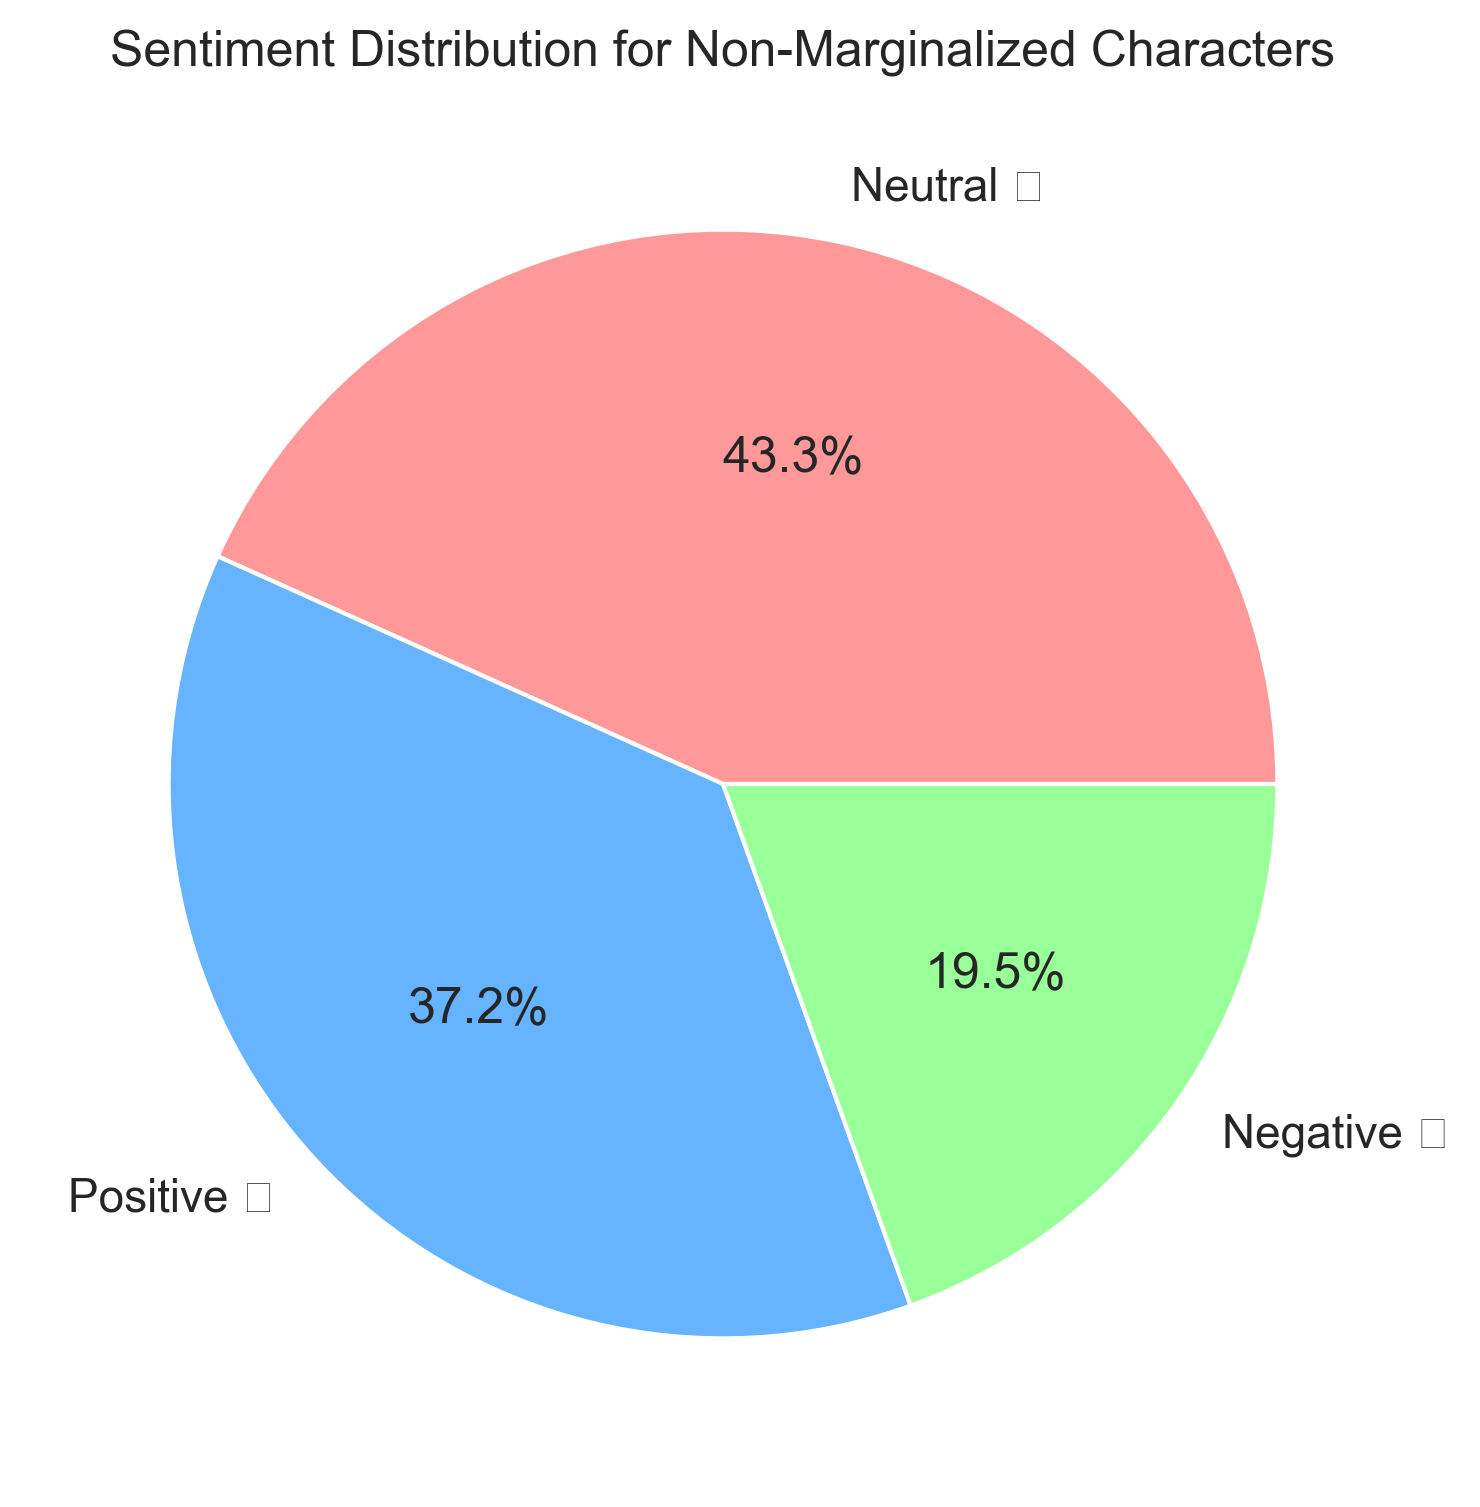 Sentiment Distribution for Non-Marginalized Characters
Neutral □
43.3%
37.2%
19.5%
Negative □
Positive □